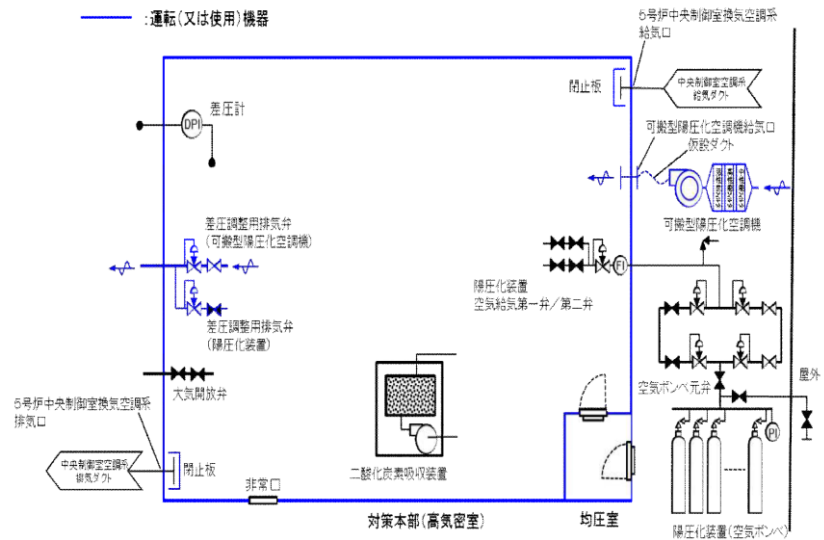 :運転(又は使用)機器
5号炉中央制御室換気空調系
給気口
閉止板
中央制御室空調系
給気ダクト
差圧計
DPI
可搬型陽圧化空調機給気口
仮設ダクト
可搬型陽圧化空調機
差圧調整用排気弁
(可搬型陽圧化空調機)
陽圧化装置
空気給気第一弁/第二弁
FI
差圧調整用排気弁
(陽圧化装置)
大気開放弁
空気ボンベ元弁
屋外
5号炉中央制御室換気空調系
排気口
PI
中央制御室空調系
排気ダクト
閉止板
二酸化炭素吸収装置
非常口
対策本部(高気密室)
均圧室
陽圧化装置(空気ボンベ)